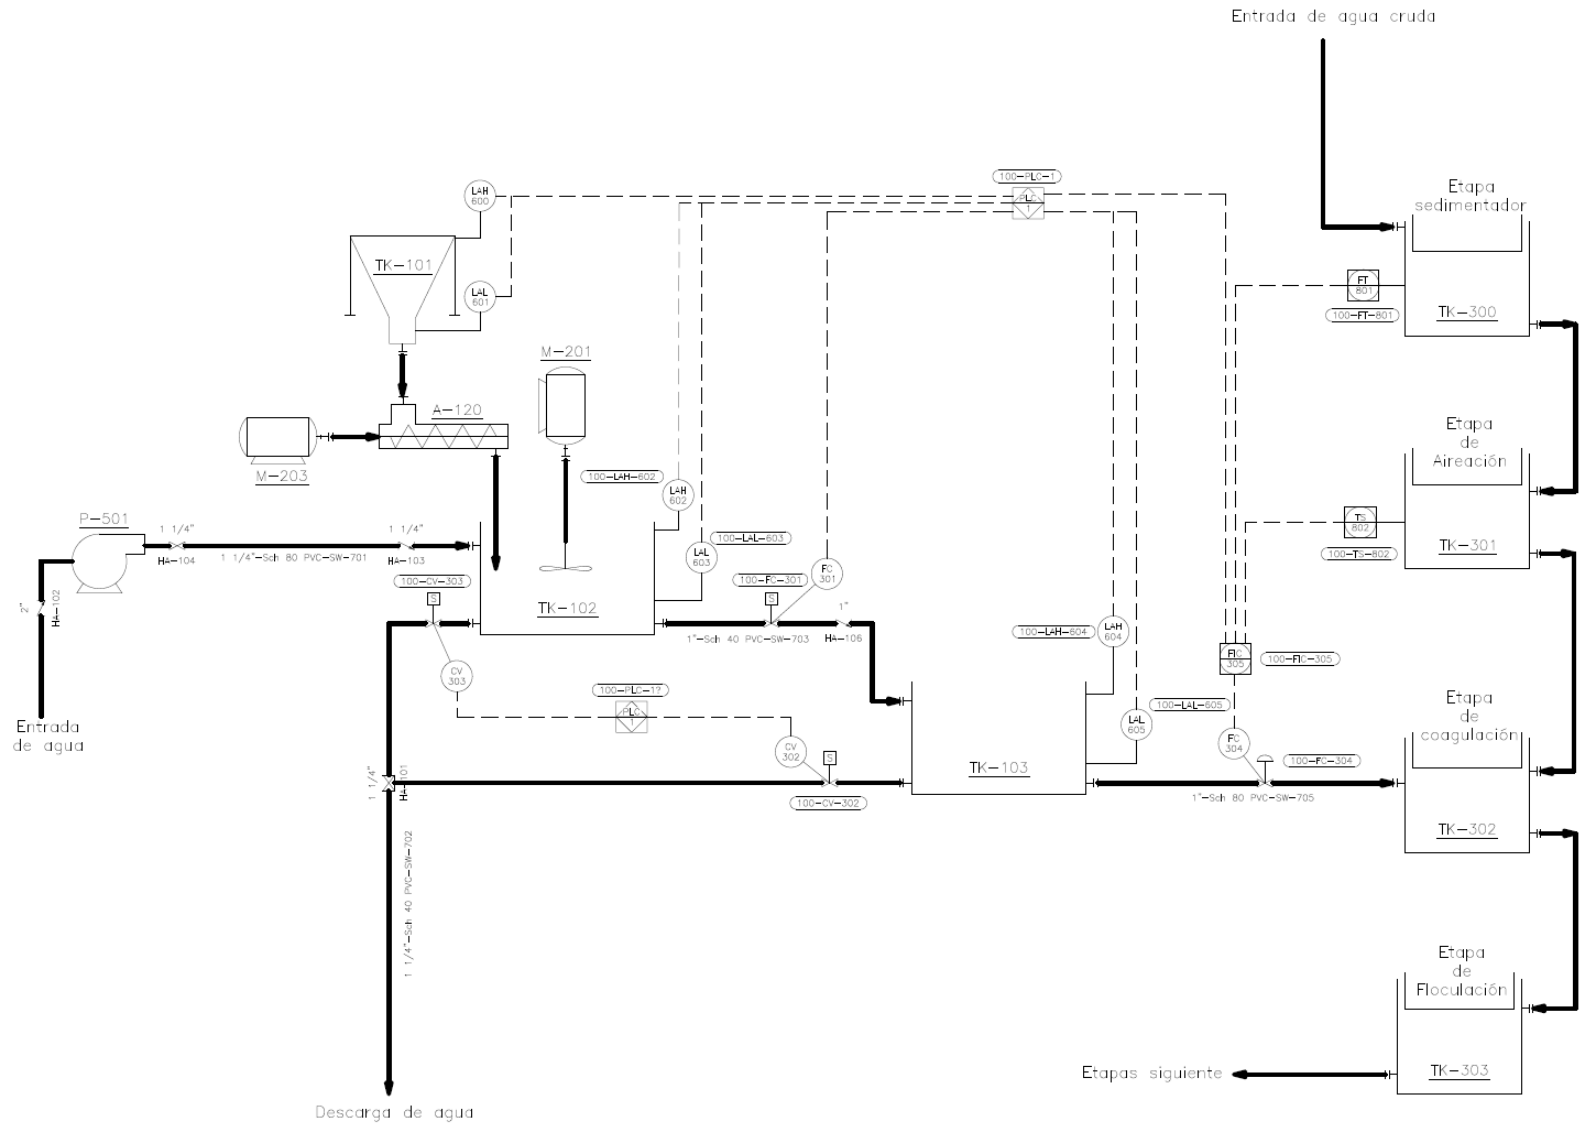 Entrada de agua cruda
100-PLC-1
PLC
1
LAH
600
Etapa
sedimentador
TK-101
LAL
601
FT
801
100-FT-801
TK-300
M-201
A-120
M-203
Etapa
de
Aireación
100-LAH-602
LAH
602
P-501
1 1/4"
1 1/4"
HA-104
1 1/4"-Sch 80 PVC-SW-701
HA-103
100-LAL-603
LAL
603
TS
802
100-TS-802
TK-301
100-CV-303
S
100-FC-301
FC
301
S
2"
HA-102
TK-102
1"
1"-Sch 40 PVC-SW-703
HA-106
100-LAH-604
LAH
604
FIC
305
100-FIC-305
CV
303
100-PLC-1?
PLC
1
100-LAL-605
LAL
605
Etapa
de
coagulación
Entrada
de agua
CV
302
S
FC
304
100-FC-304
TK-103
1 1/4"
HA-101
100-CV-302
1"-Sch 80 PVC-SW-705
TK-302
1 1/4"-Sch 40 PVC-SW-702
Etapa
de
Floculación
Etapas siguiente
TK-303
Descarga de agua